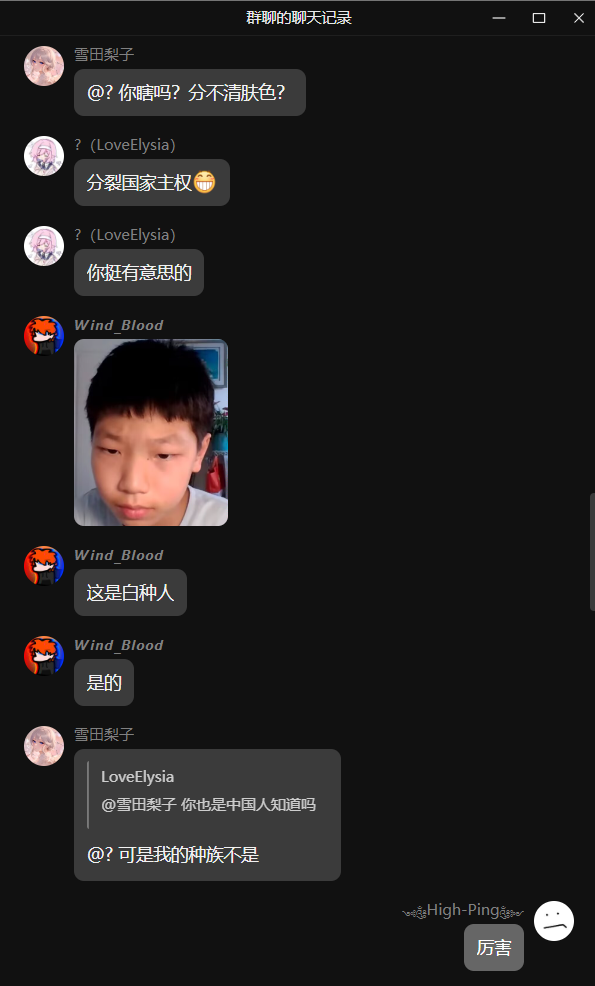 群聊的聊天记录
雪田梨子
@? 你瞎吗？分不清肤色？
?（LoveElysia）
分裂国家主权😁
?（LoveElysia）
你挺有意思的
Wind_Blood
Wind_Blood
这是白种人
Wind_Blood
是的
雪田梨子
LoveElysia
@雪田梨子 你也是中国人知道吗
@? 可是我的种族不是
High-Ping
厉害